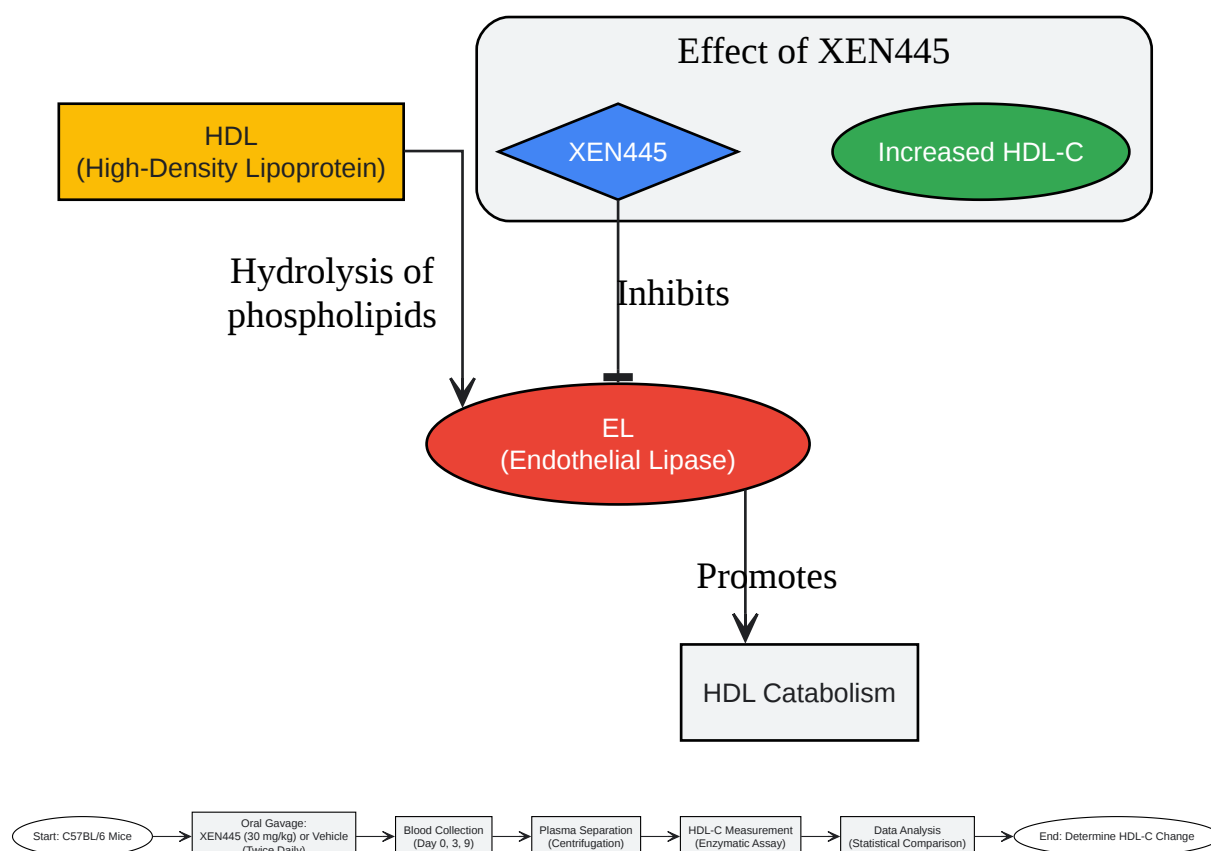 Effect of XEN445
HDL
(High-Density Lipoprotein)
XEN445
Increased HDL-C
Hydrolysis of
phospholipids
Inhibits
EL
(Endothelial Lipase)
Promotes
HDL Catabolism
Start: C57BL/6 Mice
Oral Gavage:
XEN445 (30 mg/kg) or Vehicle
(Twice Daily)
Blood Collection
(Day 0, 3, 9)
Plasma Separation
(Centrifugation)
HDL-C Measurement
(Enzymatic Assay)
Data Analysis
(Statistical Comparison)
End: Determine HDL-C Change